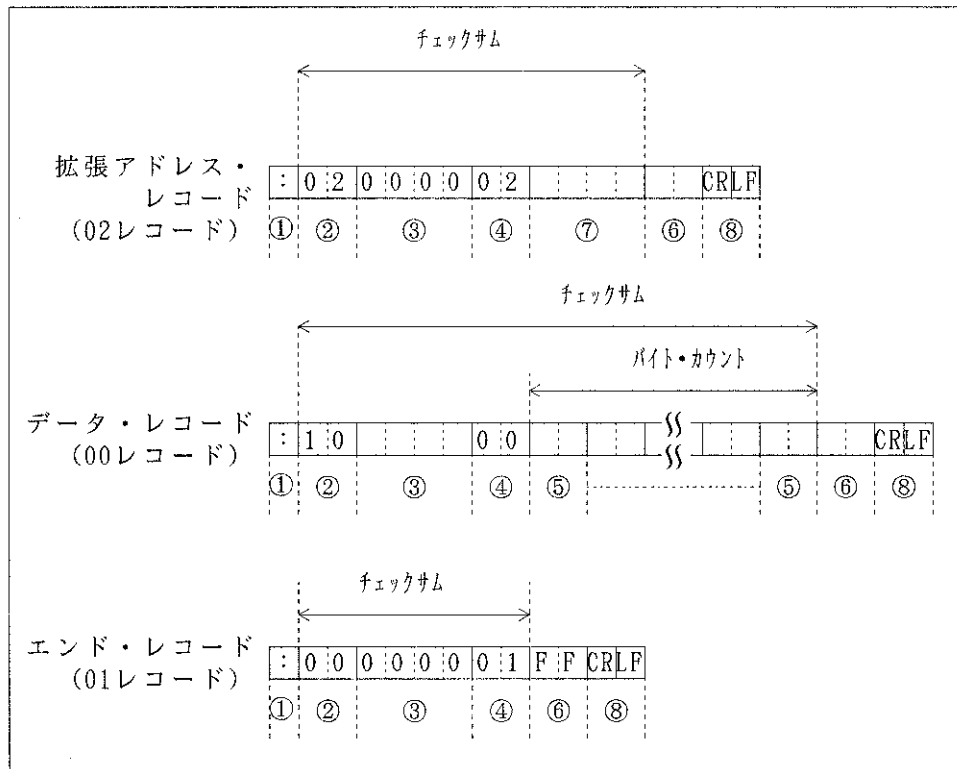 チェックサム
拡張アドレス・
レコード
(02レコード)
: 0 2 0 0 0 0 0 2 CR LF
① ② ③ ④ ⑦ ⑥ ⑧
チェックサム
バイト・カウント
データ・レコード
(00レコード)
: 1 0 0 0 CR LF
① ② ③ ④ ⑤ ⑤ ⑥ ⑧
チェックサム
エンド・レコード
(01レコード)
: 0 0 0 0 0 0 0 1 F F CR LF
① ② ③ ④ ⑥ ⑧